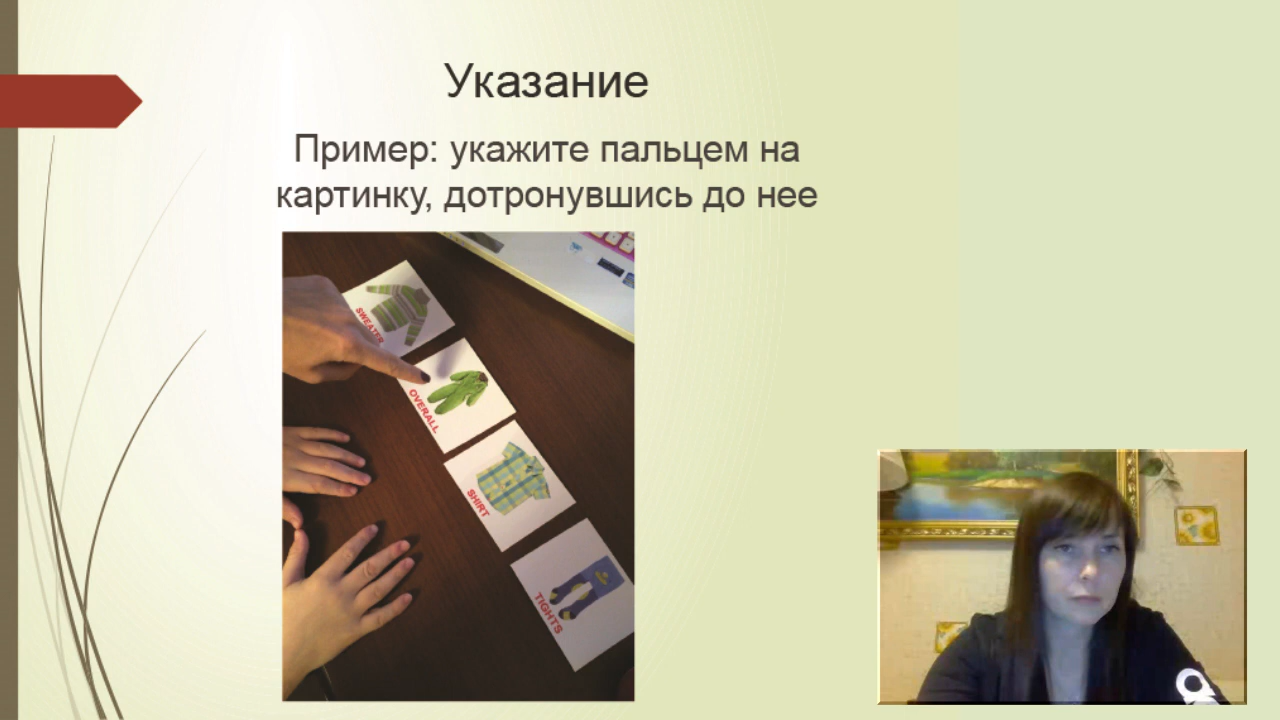 Указание
Пример: укажите пальцем на
картинку, дотронувшись до нее
SWEATER
OVERALL
SHIRT
TIGHTS